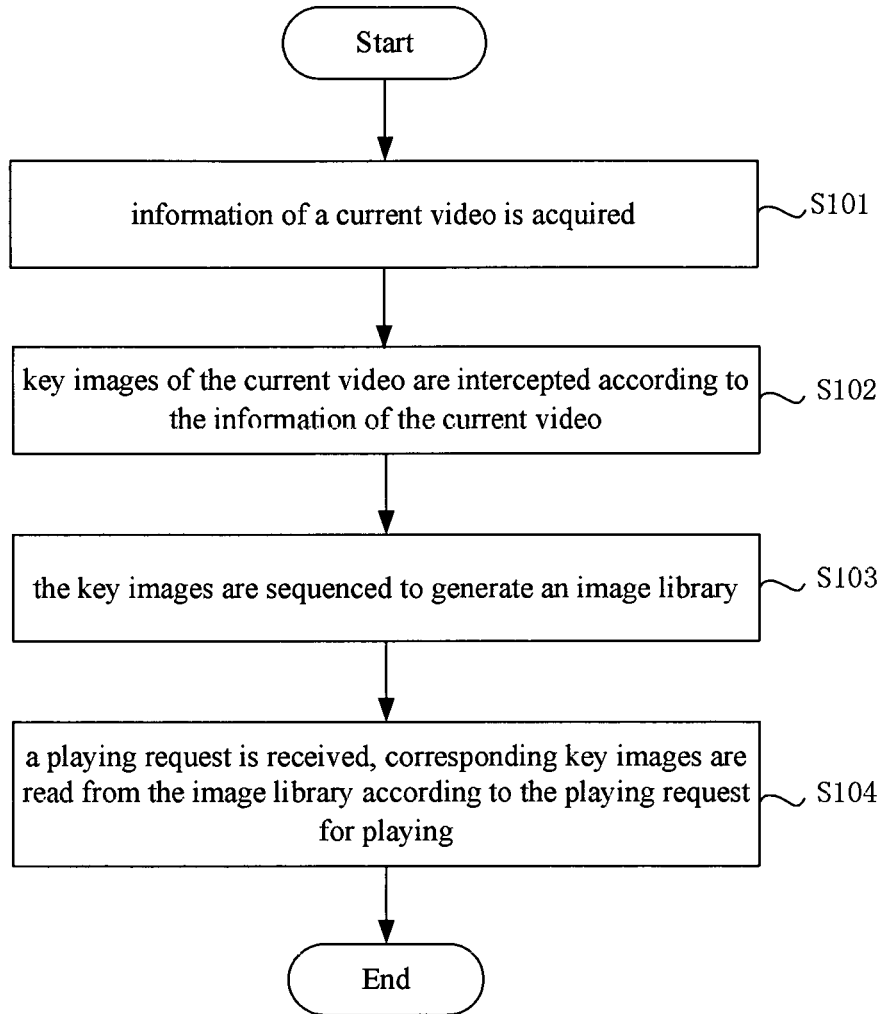 Start
information of a current video is acquired
S101
key images of the current video are intercepted according to
the information of the current video
S102
the key images are sequenced to generate an image library
S103
a playing request is received, corresponding key images are
read from the image library according to the playing request
for playing
S104
End